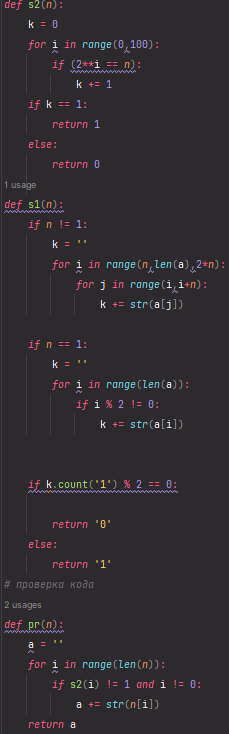 def s2(n):
    k = 0
    for i in range(0,100):
        if (2**i == n):
            k += 1
    if k == 1:
        return 1
    else:
        return 0
1 usage
def s1(n):
    if n != 1:
        k = ''
        for i in range(n,len(a),2*n):
            for j in range(i,i+n):
                k += str(a[j])
    if n == 1:
        k = ''
        for i in range(len(a)):
            if i % 2 != 0:
                k += str(a[i])
    if k.count('1') % 2 == 0:
        return '0'
    else:
        return '1'
# проверка кода
2 usages
def pr(n):
    a = ''
    for i in range(len(n)):
        if s2(i) != 1 and i != 0:
            a += str(n[i])
    return a